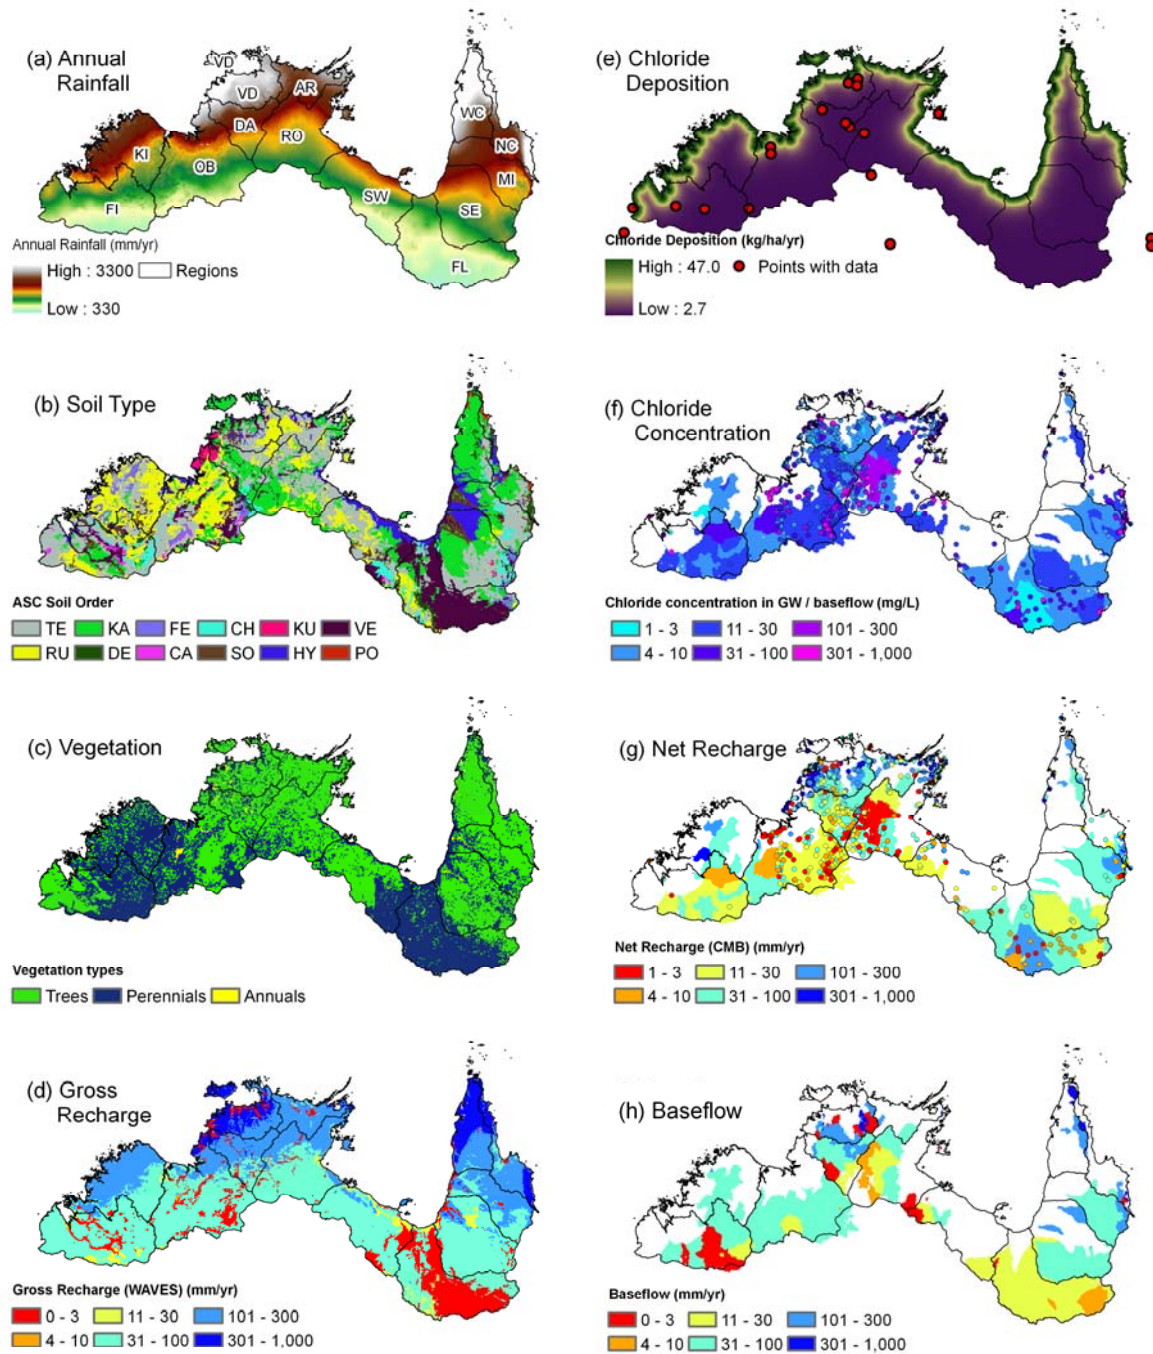 (a) Annual
Rainfall
VD
VD
AR
DA
RO
KI
OB
FI
WC
NC
MI
SW
SE
FL
Annual Rainfall (mm/yr)
High : 3300
Regions
Low : 330
(e) Chloride
Deposition
Chloride Deposition (kg/ha/yr)
High : 47.0
Points with data
Low : 2.7
(b) Soil Type
ASC Soil Order
TE KA FE CH KU VE
RU DE CA SO HY PO
(f) Chloride
Concentration
Chloride concentration in GW / baseflow (mg/L)
1 - 3 11 - 30 101 - 300
4 - 10 31 - 100 301 - 1,000
(c) Vegetation
Vegetation types
Trees Perennials Annuals
(g) Net Recharge
Net Recharge (CMB) (mm/yr)
1 - 3 11 - 30 101 - 300
4 - 10 31 - 100 301 - 1,000
(d) Gross
Recharge
Gross Recharge (WAVES) (mm/yr)
0 - 3 11 - 30 101 - 300
4 - 10 31 - 100 301 - 1,000
(h) Baseflow
Baseflow (mm/yr)
0 - 3 11 - 30 101 - 300
4 - 10 31 - 100 301 - 1,000